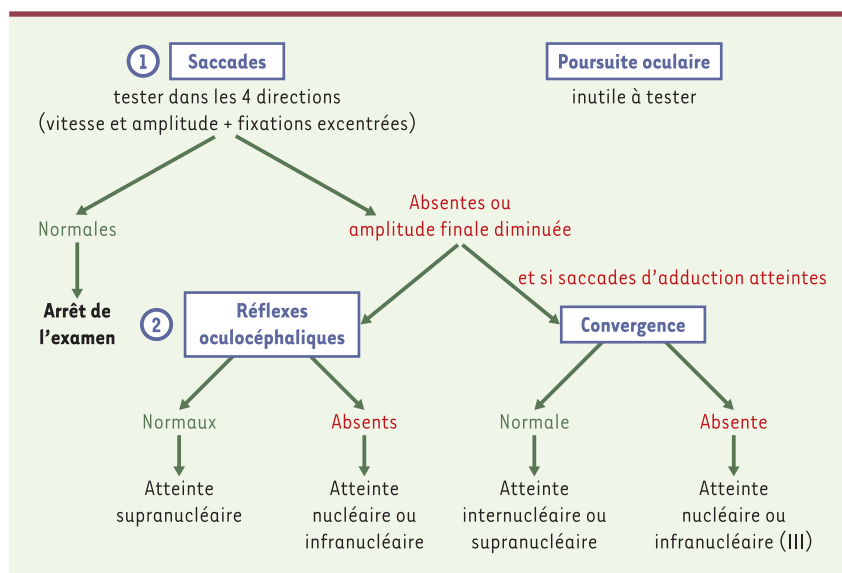 1 Saccades
tester dans les 4 directions
(vitesse et amplitude + fixations excentrées)
Poursuite oculaire
inutile à tester
Normales
Absentes ou
amplitude finale diminuée
Arrêt de
l'examen
et si saccades d'adduction atteintes
2 Réflexes
oculocéphaliques
Convergence
Normaux
Absents
Normale
Absente
Atteinte
supranucléaire
Atteinte
nucléaire ou
infranucléaire
Atteinte
internucléaire ou
supranucléaire
Atteinte
nucléaire ou
infranucléaire (III)